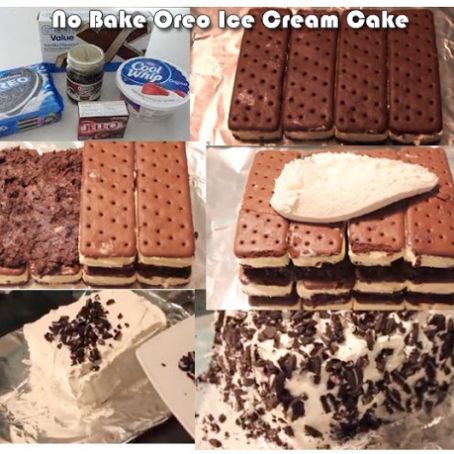 No Bake Oreo Ice Cream Cake
Value
OREO
COOL
Whip
JELL-O